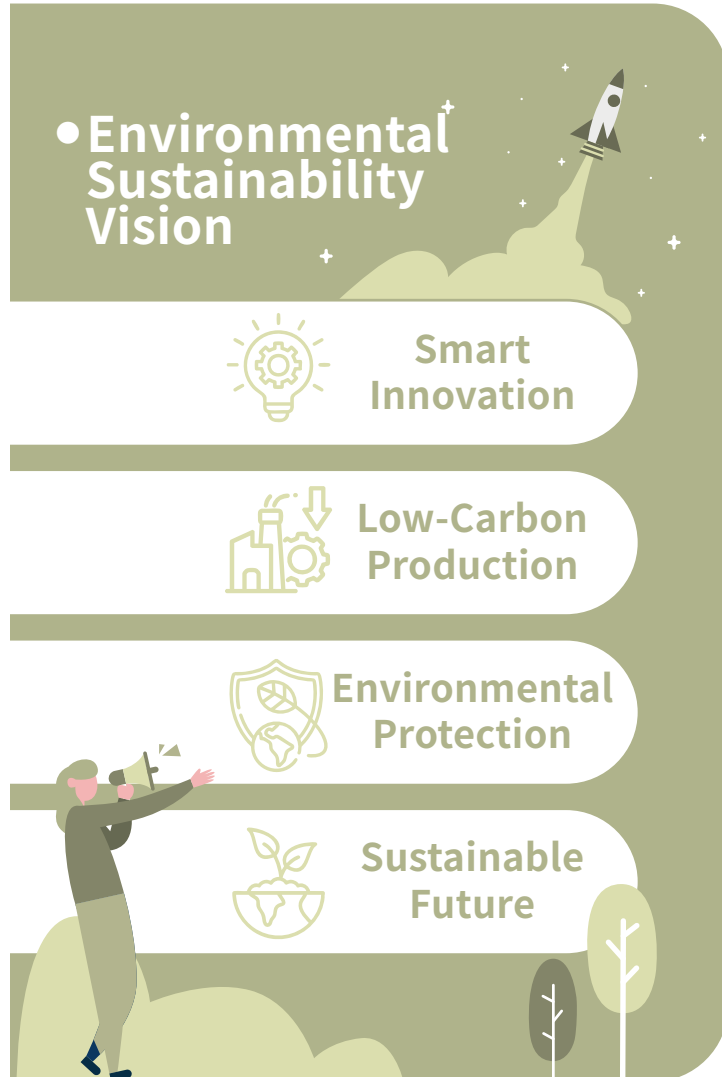 Environmental
Sustainability
Vision
Smart
Innovation
Low-Carbon
Production
Environmental
Protection
Sustainable
Future